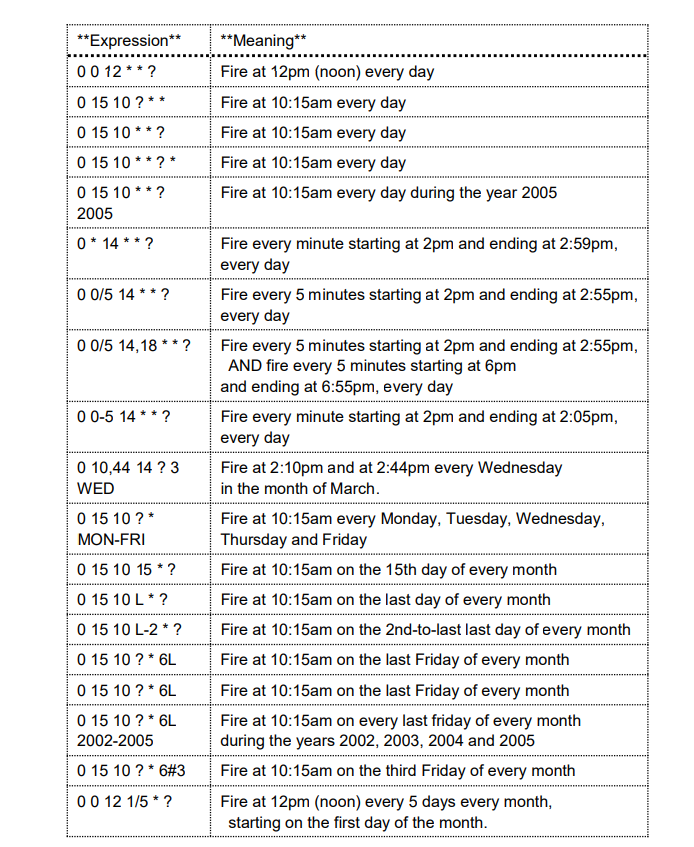 **Expression** **Meaning**
0 0 12 * * ? Fire at 12pm (noon) every day
0 15 10 ? * * Fire at 10:15am every day
0 15 10 * * ? Fire at 10:15am every day
0 15 10 * * ? * Fire at 10:15am every day
0 15 10 * * ? Fire at 10:15am every day during the year 2005
2005
0 * 14 * * ? Fire every minute starting at 2pm and ending at 2:59pm,
every day
0 0/5 14 * * ? Fire every 5 minutes starting at 2pm and ending at 2:55pm,
every day
0 0/5 14,18 * * ? Fire every 5 minutes starting at 2pm and ending at 2:55pm,
AND fire every 5 minutes starting at 6pm
and ending at 6:55pm, every day
0 0-5 14 * * ? Fire every minute starting at 2pm and ending at 2:05pm,
every day
0 10,44 14 ? 3 Fire at 2:10pm and at 2:44pm every Wednesday
WED in the month of March.
0 15 10 ? * Fire at 10:15am every Monday, Tuesday, Wednesday,
MON-FRI Thursday and Friday
0 15 10 15 * ? Fire at 10:15am on the 15th day of every month
0 15 10 L * ? Fire at 10:15am on the last day of every month
0 15 10 L-2 * ? Fire at 10:15am on the 2nd-to-last last day of every month
0 15 10 ? * 6L Fire at 10:15am on the last Friday of every month
0 15 10 ? * 6L Fire at 10:15am on the last Friday of every month
0 15 10 ? * 6L Fire at 10:15am on every last friday of every month
2002-2005 during the years 2002, 2003, 2004 and 2005
0 15 10 ? * 6#3 Fire at 10:15am on the third Friday of every month
0 0 12 1/5 * ? Fire at 12pm (noon) every 5 days every month,
starting on the first day of the month.